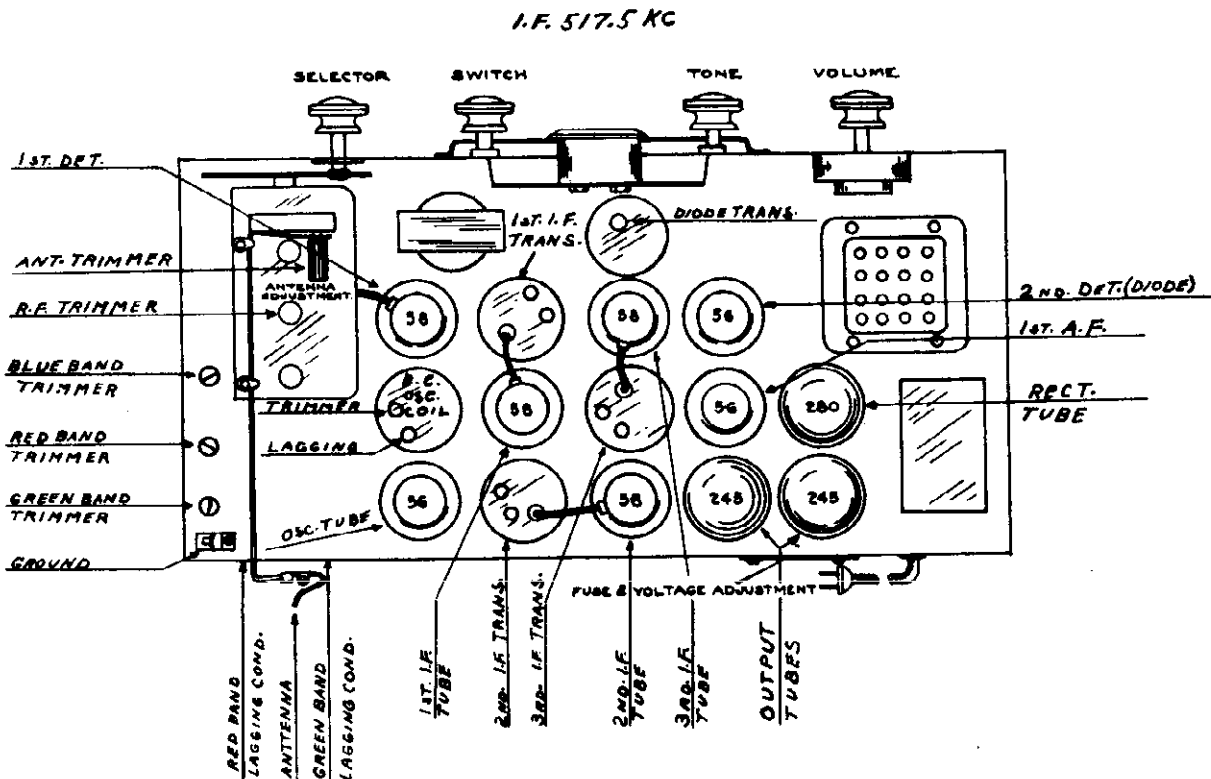 I.F. 517.5 KC
SELECTOR
SWITCH
TONE
VOLUME
1ST. DET.
1ST. I.F.
TRANS.
DIODE TRANS.
ANT. TRIMMER
ANTENNA
ADJUSTMENT
R.F. TRIMMER
58
58
56
2 ND. DET. (DIODE)
1ST. A.F.
BLUE BAND
TRIMMER
B.C.
OSC.
COIL
TRIMMER
LAGGING
58
56
280
RECT.
TUBE
RED BAND
TRIMMER
GREEN BAND
TRIMMER
56
58
245
245
OSC. TUBE
GROUND
FUSE & VOLTAGE ADJUSTMENT
RED BAND
LAGGING COND.
ANTTENNA
GREEN BAND
LAGGING COND.
1ST. I.F.
TUBE
2ND. I.F. TRANS.
3RD. I.F. TRANS.
2ND. I.F.
TUBE
3RD. I.F.
TUBE
OUTPUT
TUBES